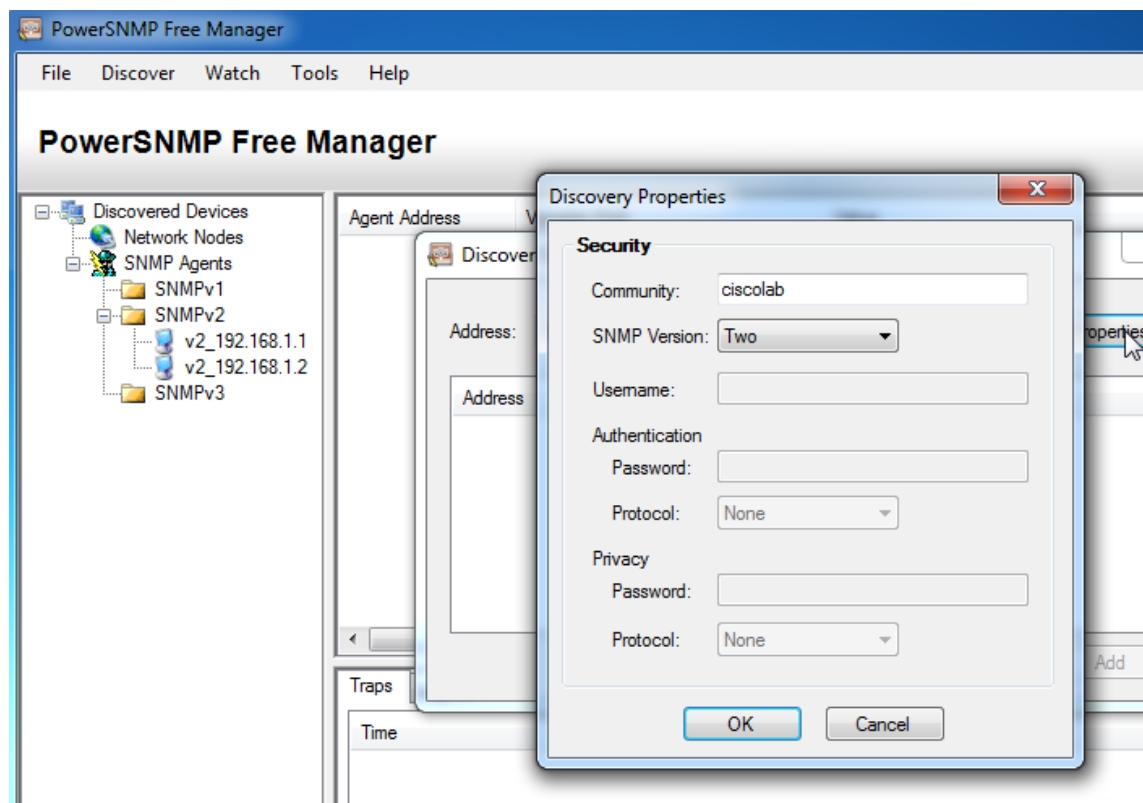 PowerSNMP Free Manager
File Discover Watch Tools Help
PowerSNMP Free Manager
Discovered Devices
Network Nodes
SNMP Agents
SNMPv1
SNMPv2
v2_192.168.1.1
v2_192.168.1.2
SNMPv3
Agent Address
Discover
Address:
Address
Add
Traps
Time
Discovery Properties
Security
Community: ciscolab
SNMP Version: Two
Username:
Authentication
Password:
Protocol: None
Privacy
Password:
Protocol: None
OK Cancel